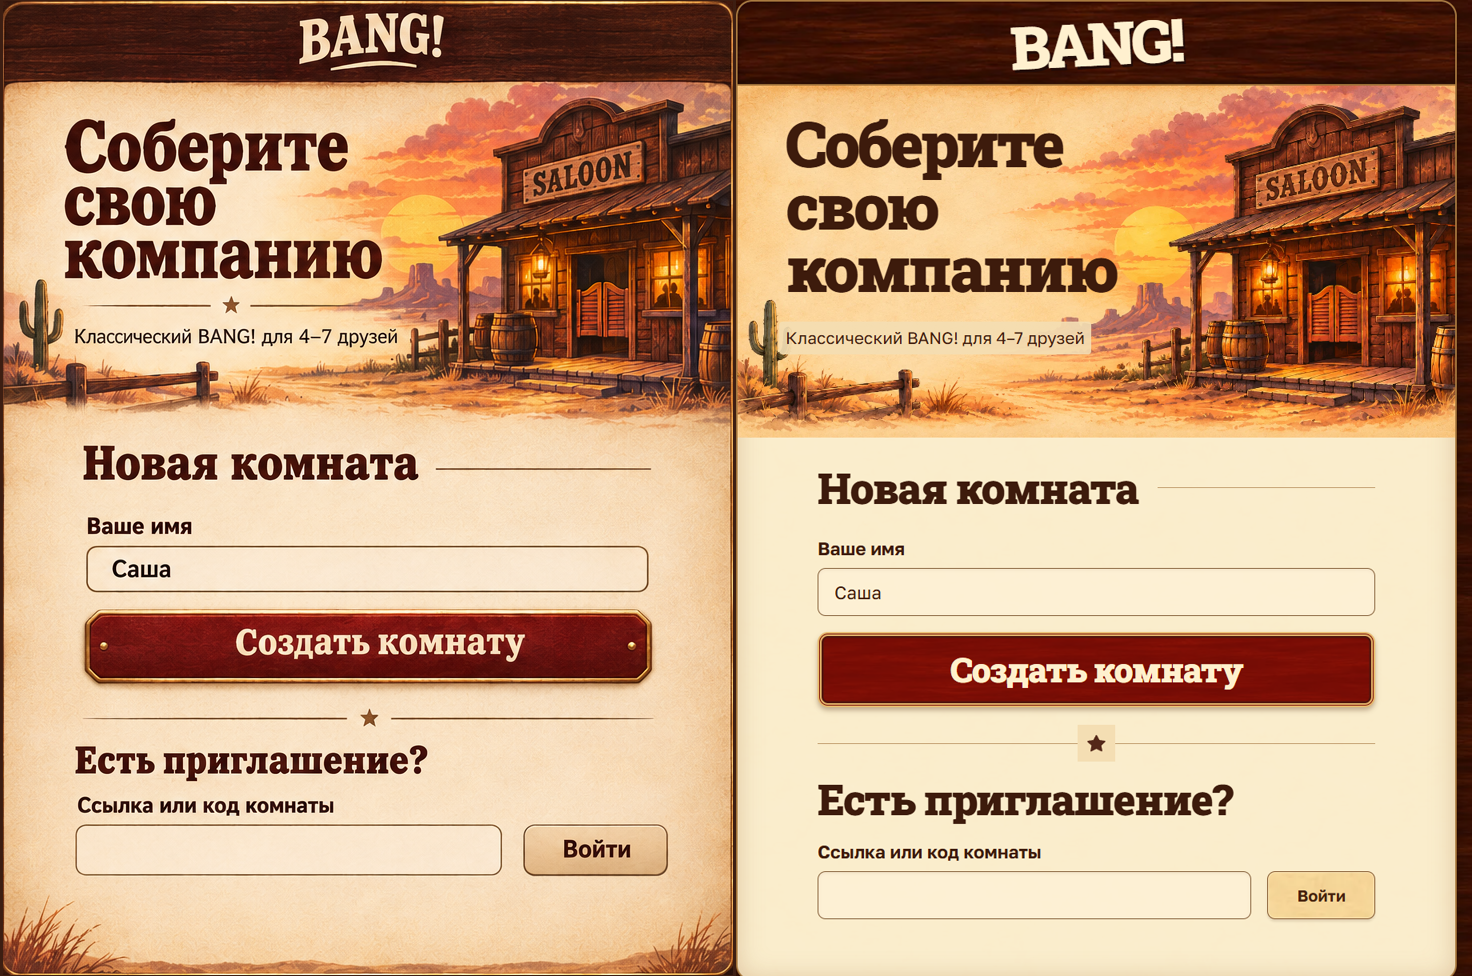 BANG!
Соберите
свою
компанию
SALOON
Классический BANG! для 4–7 друзей
Новая комната
Ваше имя
Саша
Создать комнату
Есть приглашение?
Ссылка или код комнаты
Войти
BANG!
Соберите
свою
компанию
SALOON
Классический BANG! для 4–7 друзей
Новая комната
Ваше имя
Саша
Создать комнату
Есть приглашение?
Ссылка или код комнаты
Войти